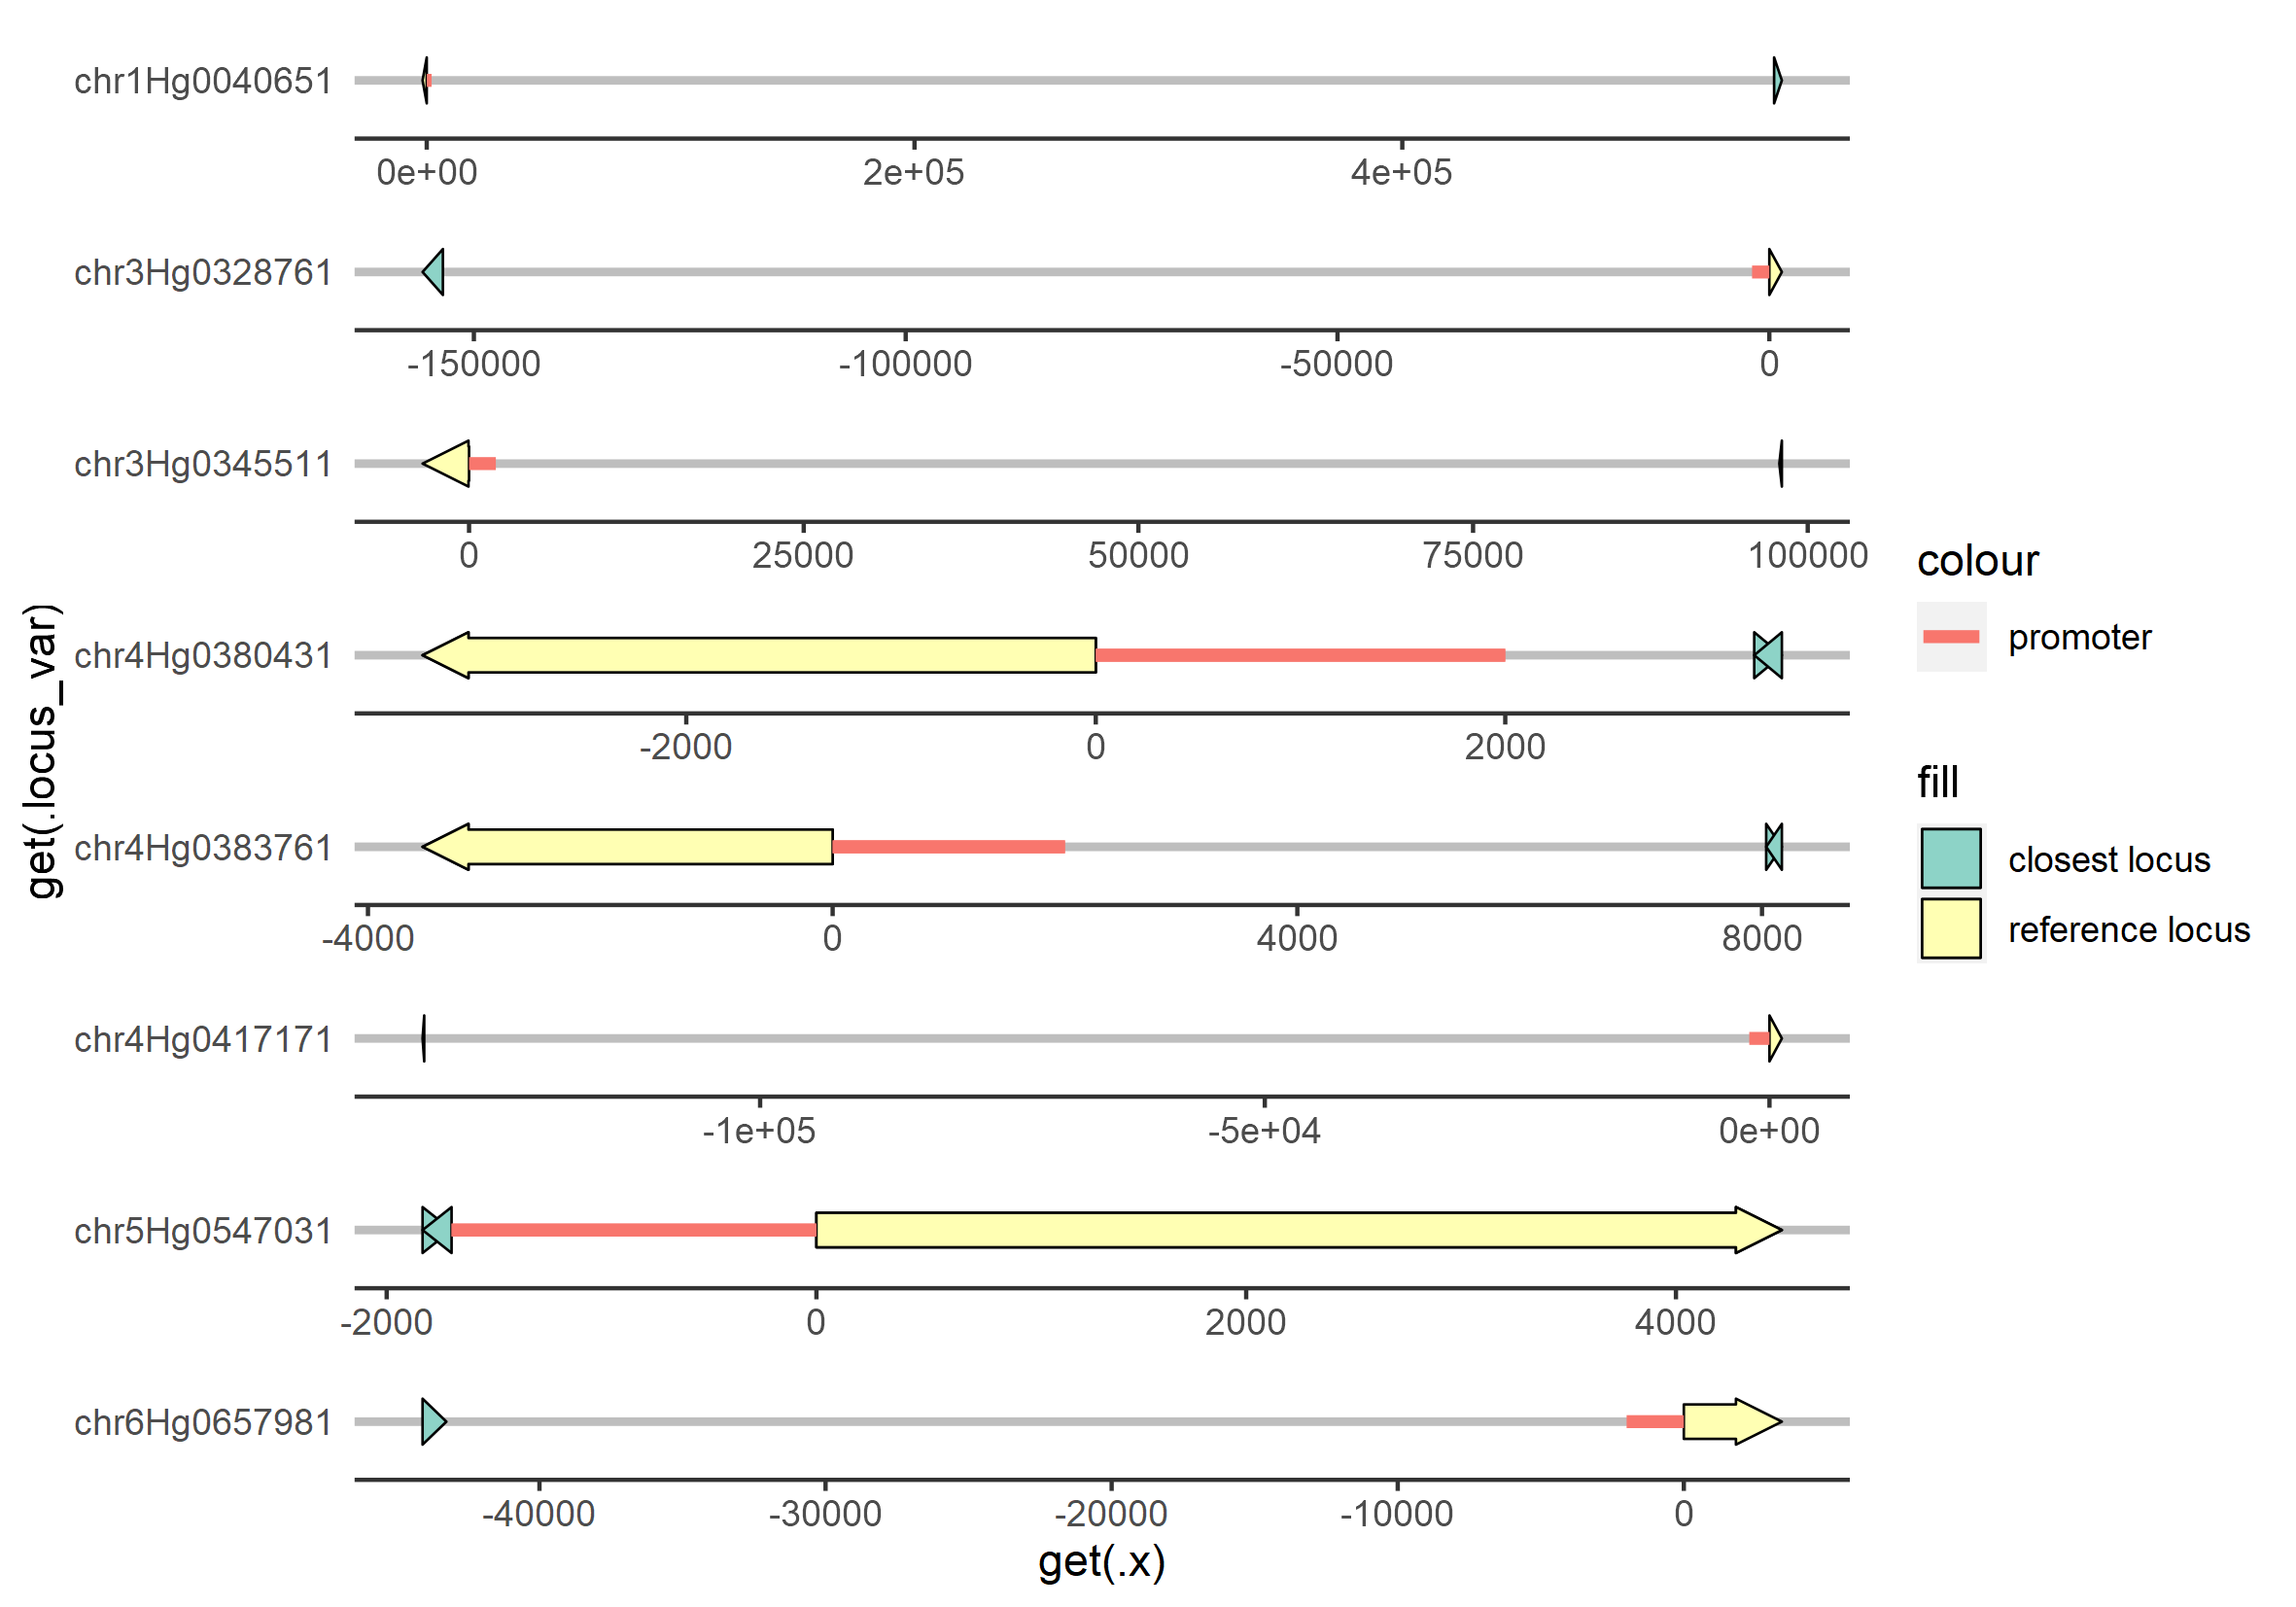 chr1Hg0040651
0e+00 2e+05 4e+05
chr3Hg0328761
-150000 -100000 -50000 0
chr3Hg0345511
0 25000 50000 75000 100000
colour
promoter
chr4Hg0380431
-2000 0 2000
get(.locus_var)
fill
chr4Hg0383761
closest locus
reference locus
-4000 0 4000 8000
chr4Hg0417171
-1e+05 -5e+04 0e+00
chr5Hg0547031
-2000 0 2000 4000
chr6Hg0657981
-40000 -30000 -20000 -10000 0
get(.x)